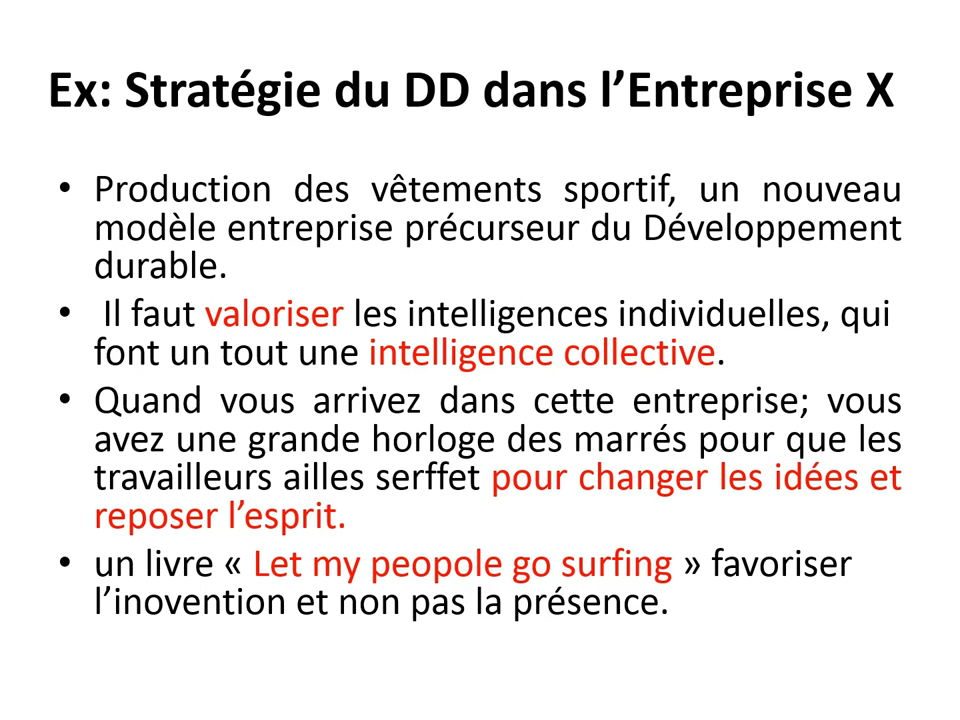 Ex: Stratégie du DD dans l’Entreprise X
• Production des vêtements sportif, un nouveau
modèle entreprise précurseur du Développement
durable.
• Il faut valoriser les intelligences individuelles, qui
font un tout une intelligence collective.
• Quand vous arrivez dans cette entreprise; vous
avez une grande horloge des marrés pour que les
travailleurs ailles serffet pour changer les idées et
reposer l’esprit.
• un livre « Let my peopole go surfing » favoriser
l’inovention et non pas la présence.